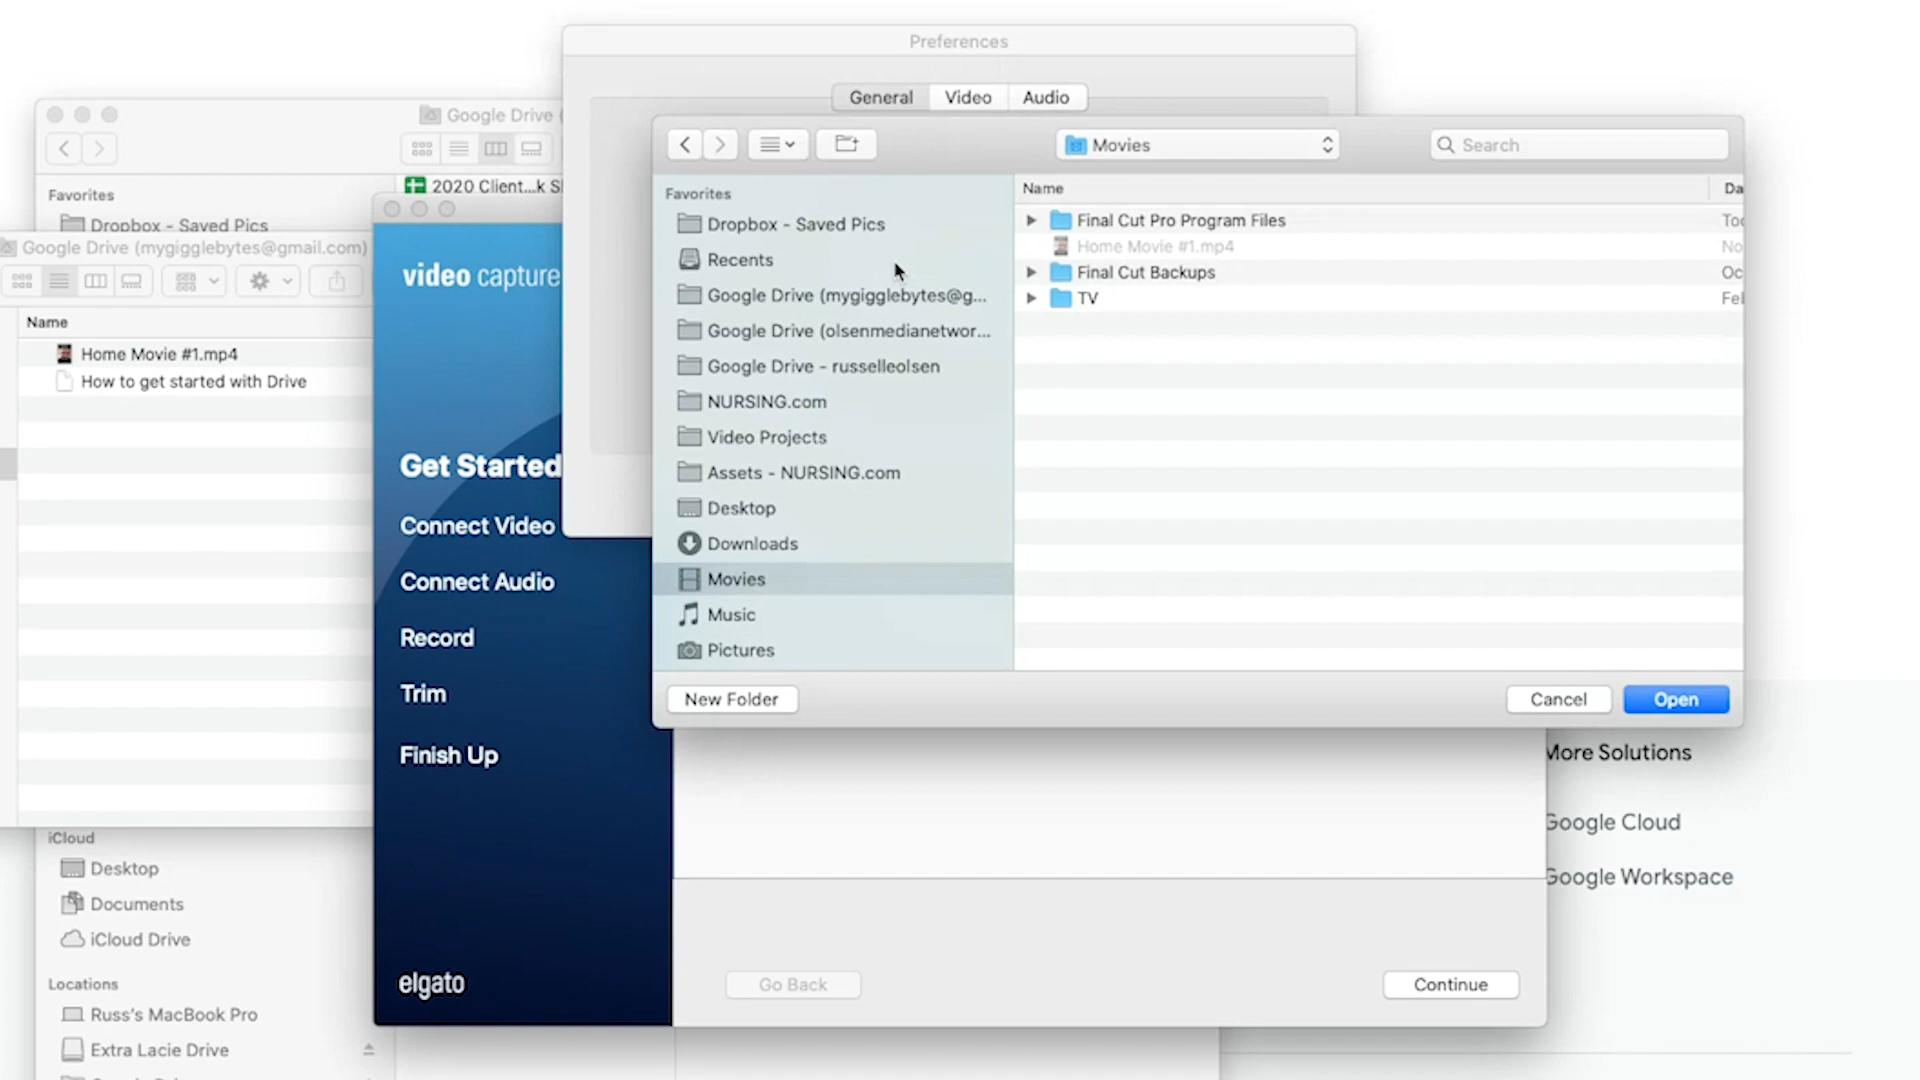 Preferences
General Video Audio
Google Drive (
Favorites
Dropbox - Saved Pics
2020 Client...k S
Google Drive (mygigglebytes@gmail.com)
Name
Home Movie #1.mp4
How to get started with Drive
iCloud
Desktop
Documents
iCloud Drive
Locations
Russ's MacBook Pro
Extra Lacie Drive
video capture
Get Started
Connect Video
Connect Audio
Record
Trim
Finish Up
elgato
Go Back
Continue
Movies
Search
Favorites
Dropbox - Saved Pics
Recents
Google Drive (mygigglebytes@g...
Google Drive (olsenmedianetwor...
Google Drive - russelleolsen
NURSING.com
Video Projects
Assets - NURSING.com
Desktop
Downloads
Movies
Music
Pictures
Name Da
Final Cut Pro Program Files Too
Home Movie #1.mp4 No
Final Cut Backups Oc
TV Fe
New Folder
Cancel
Open
More Solutions
Google Cloud
Google Workspace